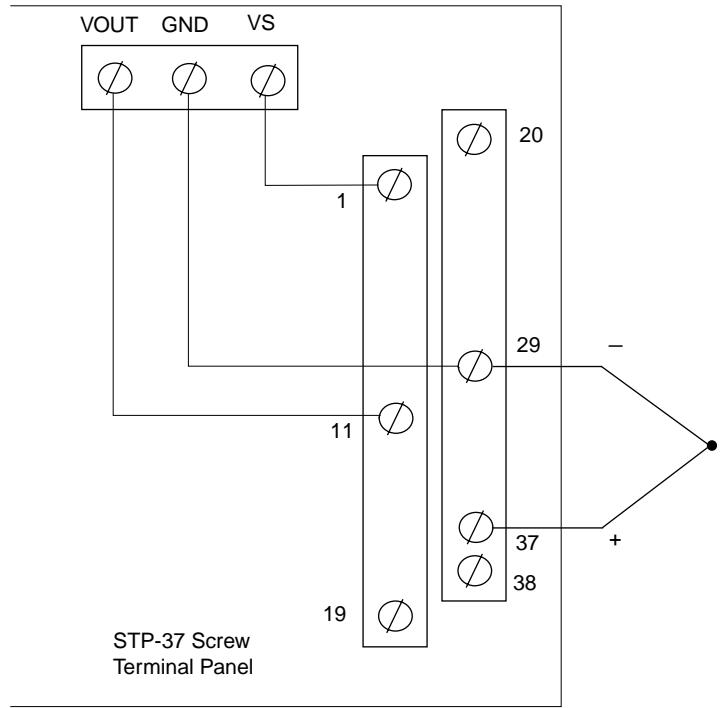 VOUT GND VS
20
1
29 –
11
37 +
38
19
STP-37 Screw
Terminal Panel